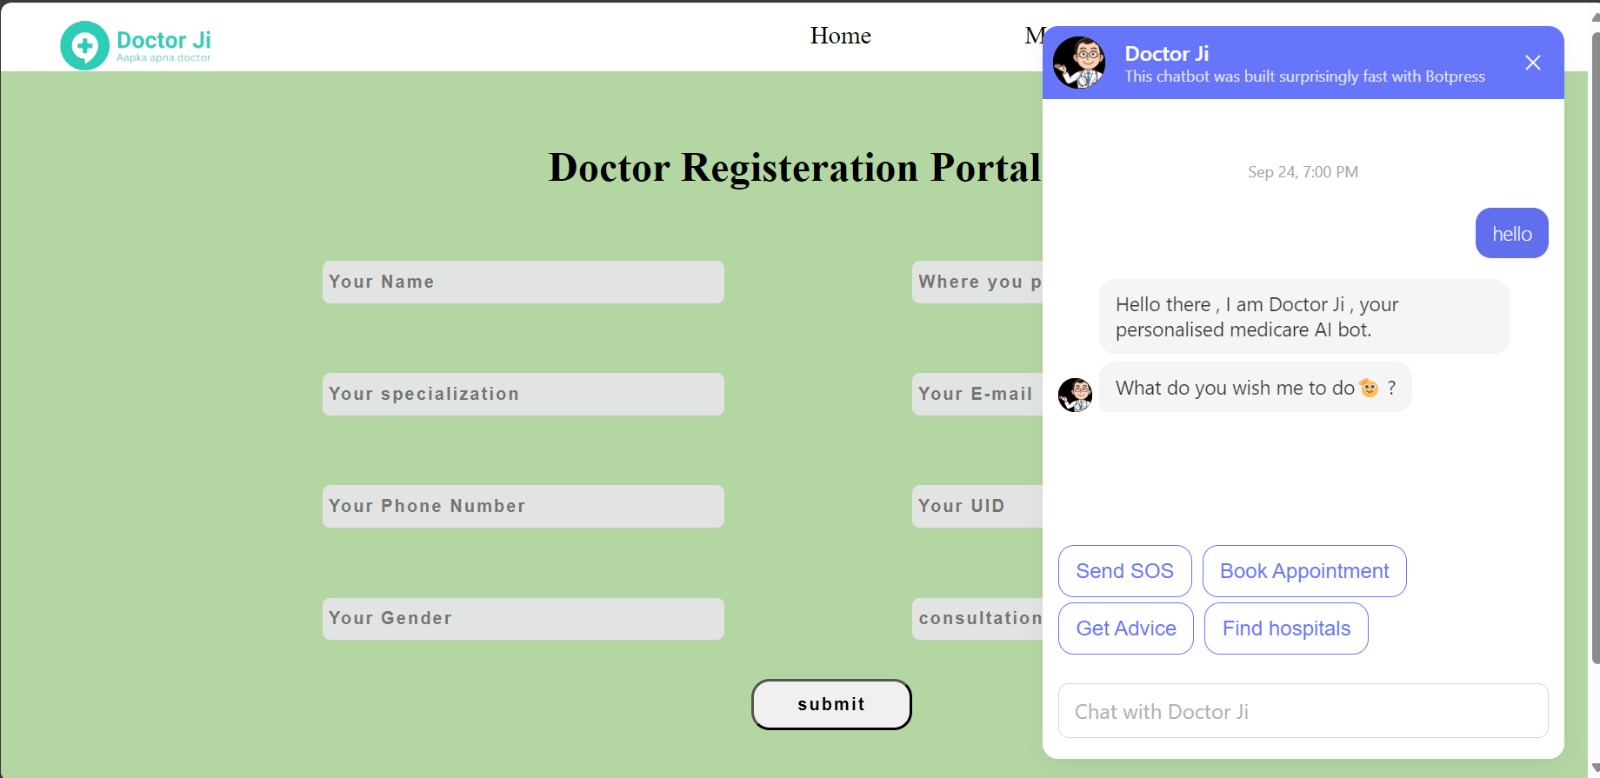 Doctor Ji
Aapka apna doctor
Home
Doctor Registeration Portal
Your Name
Where you
Your specialization
Your E-mail
Your Phone Number
Your UID
Your Gender
consultation
submit
Doctor Ji
This chatbot was built surprisingly fast with Botpress
Sep 24, 7:00 PM
hello
Hello there , I am Doctor Ji , your
personalised medicare AI bot.
What do you wish me to do🫡 ?
Send SOS
Book Appointment
Get Advice
Find hospitals
Chat with Doctor Ji